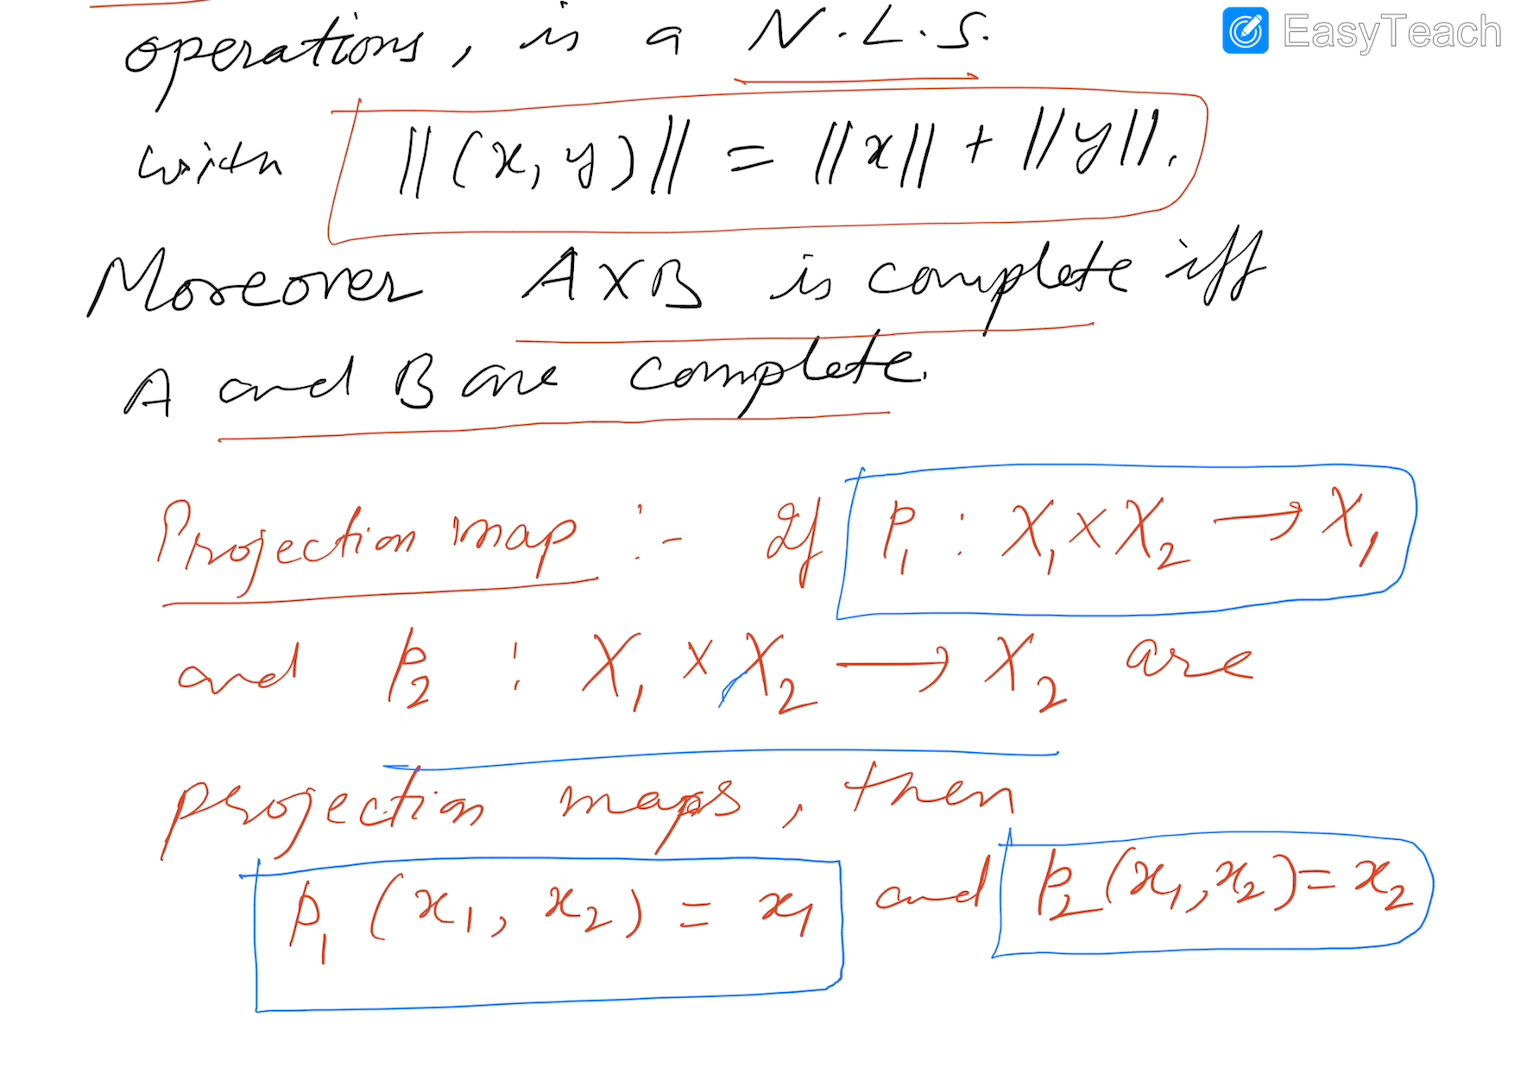 EasyTeach
operations, is a N.L.S.
with ||(x, y)|| = ||x|| + ||y||.
Moreover A×B is complete iff
A and B are complete.
Projection map :- If P₁ : X₁ × X₂ → X₁
and P₂ : X₁ × X₂ → X₂ are
projection maps, then
P₁ (x₁, x₂) = x₁ and P₂(x₁, x₂) = x₂